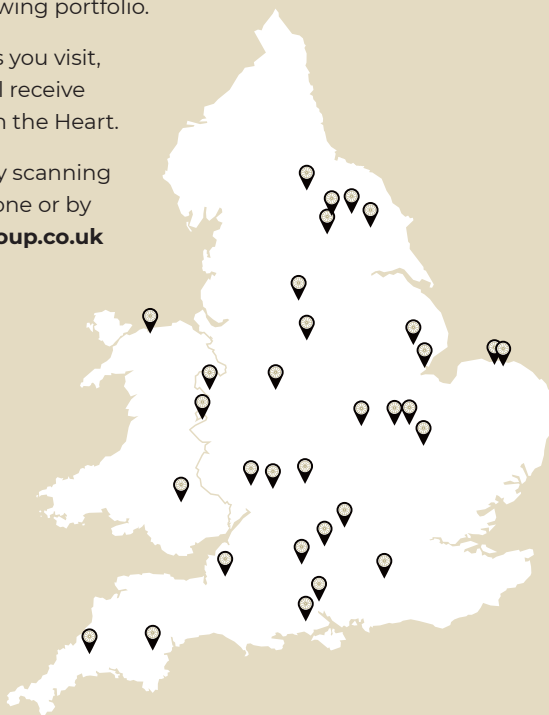 wing portfolio.
you visit,
receive
the Heart.
y scanning
one or by
oup.co.uk